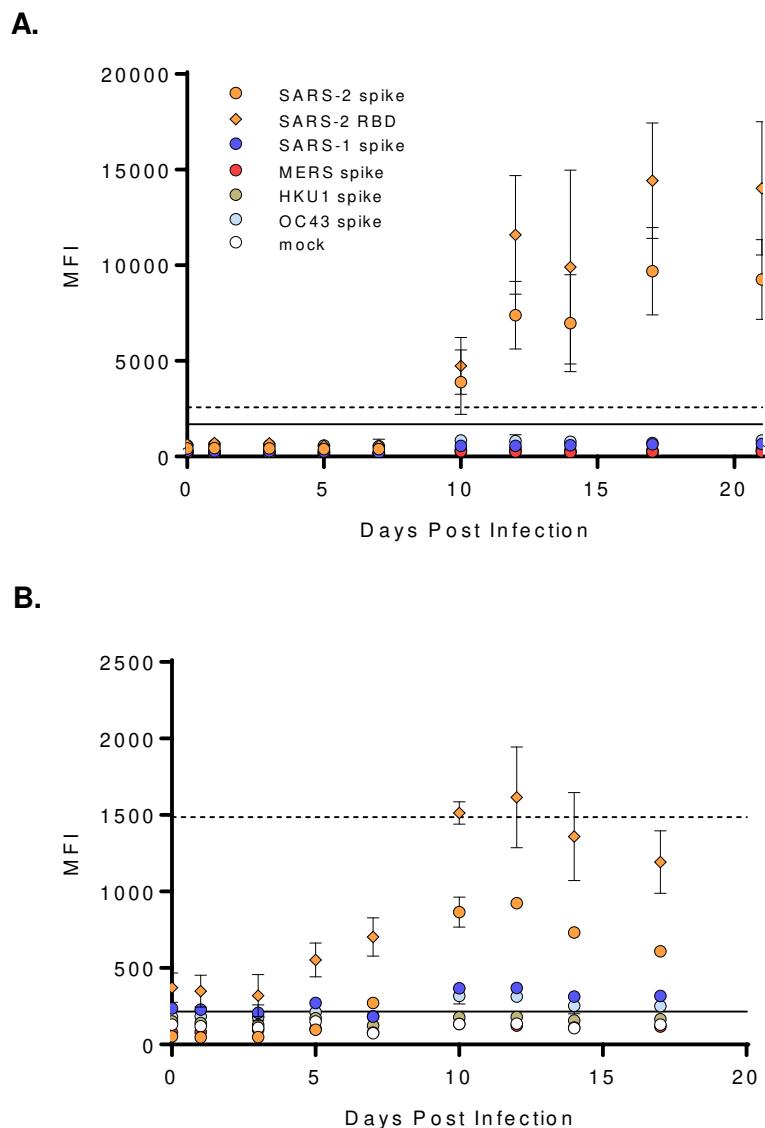 A.
20000
15000
10000
5000
0
MFI
SARS-2 spike
SARS-2 RBD
SARS-1 spike
MERS spike
HKU1 spike
OC43 spike
mock
0 5 10 15 20
Days Post Infection
B.
2500
2000
1500
1000
500
0
MFI
0 5 10 15 20
Days Post Infection